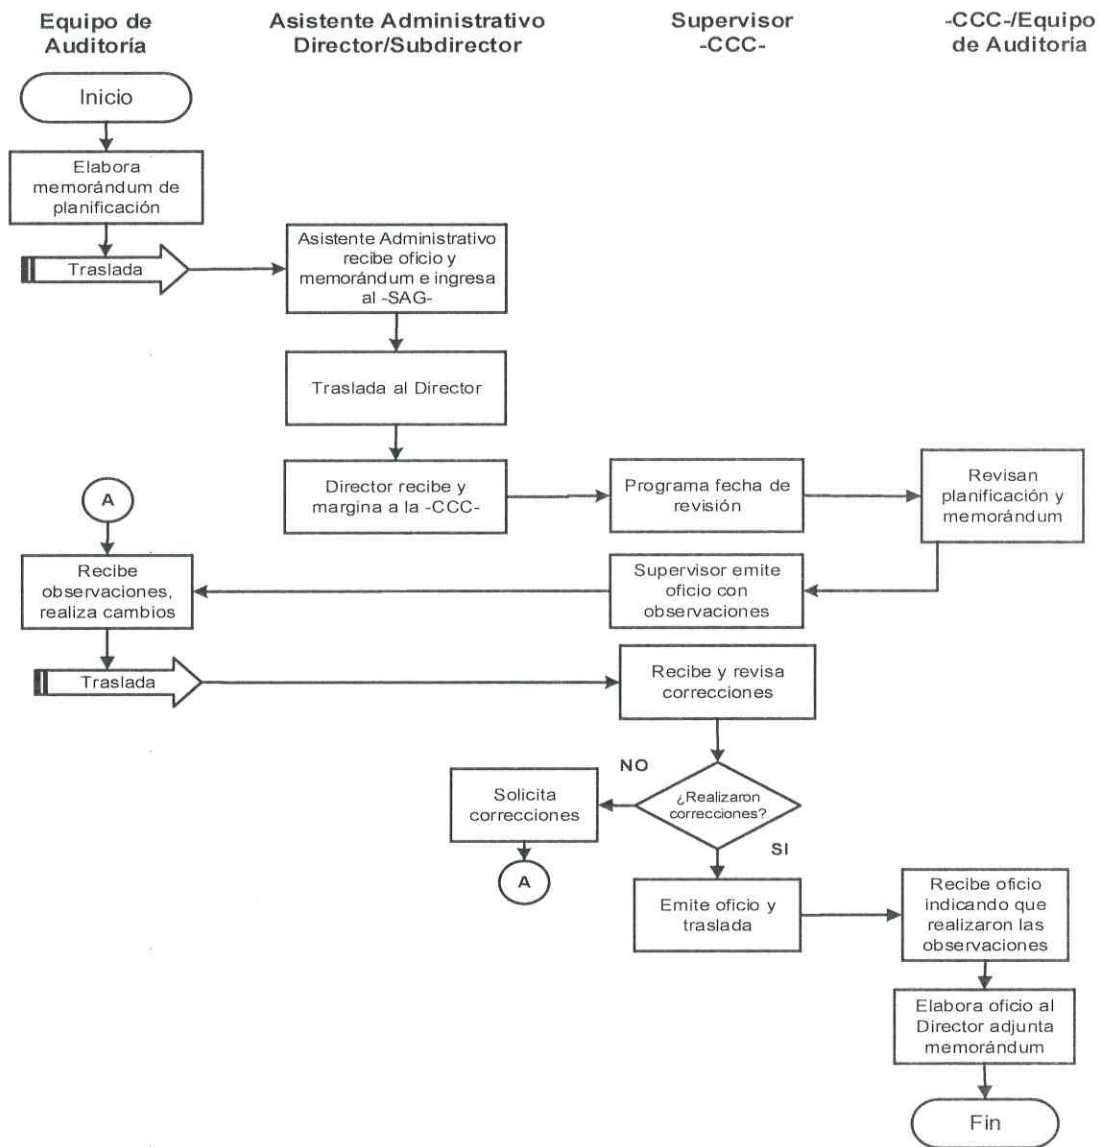 Equipo de
Auditoría
Asistente Administrativo
Director/Subdirector
Supervisor
-CCC-
-CCC-/Equipo
de Auditoría
Inicio
Elabora
memorándum de
planificación
Traslada
Asistente Administrativo
recibe oficio y
memorándum e ingresa
al -SAG-
Traslada al Director
Director recibe y
margina a la -CCC-
Programa fecha de
revisión
Revisan
planificación y
memorándum
A
Recibe
observaciones,
realiza cambios
Supervisor emite
oficio con
observaciones
Traslada
Recibe y revisa
correcciones
¿Realizaron
correcciones?
NO
Solicita
correcciones
A
SI
Emite oficio y
traslada
Recibe oficio
indicando que
realizaron las
observaciones
Elabora oficio al
Director adjunta
memorándum
Fin